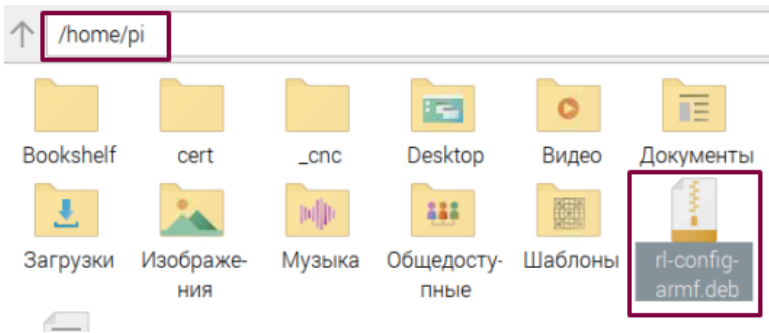 /home/pi
Bookshelf cert _cnc Desktop Видео Документы
Загрузки Изображе- Музыка Общедосту- Шаблоны rl-config-
ния пные armf.deb